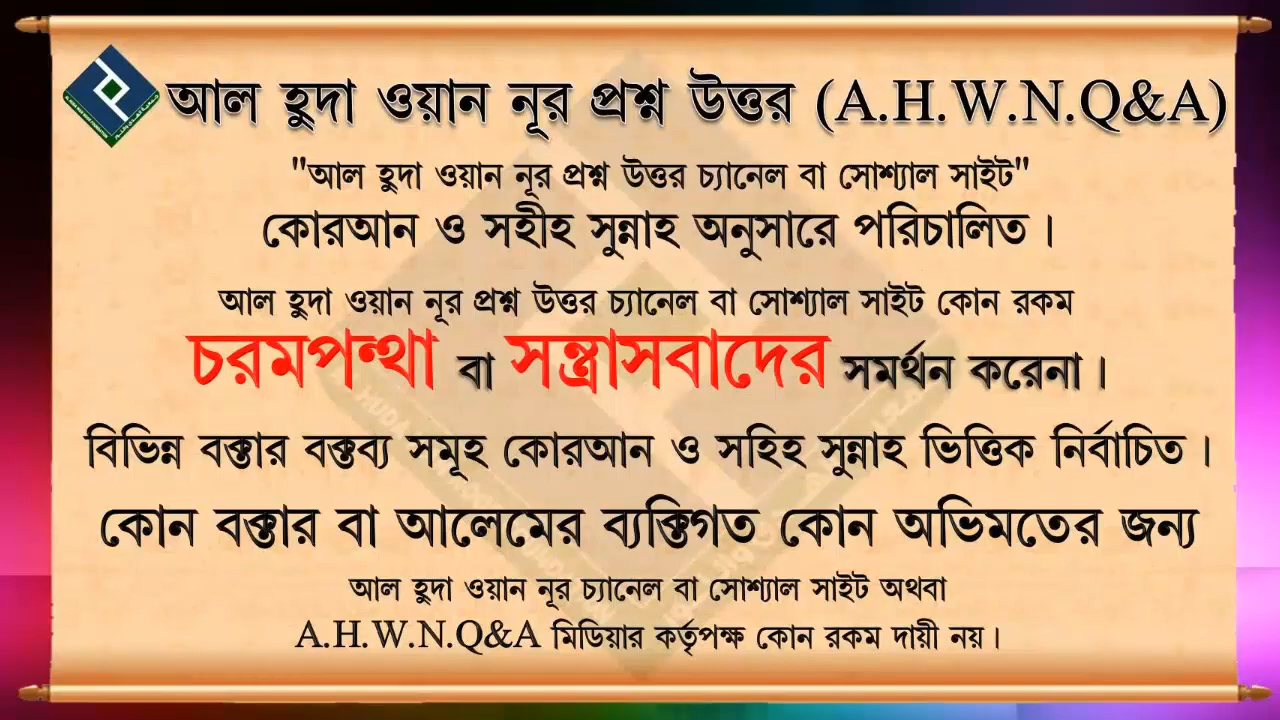 আল হুদা ওয়ান নূর প্রশ্ন উত্তর (A.H.W.N.Q&A)
"আল হুদা ওয়ান নূর প্রশ্ন উত্তর চ্যানেল বা সোশ্যাল সাইট"
কোরআন ও সহীহ সুন্নাহ অনুসারে পরিচালিত।
আল হুদা ওয়ান নূর প্রশ্ন উত্তর চ্যানেল বা সোশ্যাল সাইট কোন রকম
চরমপন্থা বা সন্ত্রাসবাদের সমর্থন করেনা।
বিভিন্ন বক্তার বক্তব্য সমূহ কোরআন ও সহিহ সুন্নাহ ভিত্তিক নির্বাচিত।
কোন বক্তার বা আলেমের ব্যক্তিগত কোন অভিমতের জন্য
আল হুদা ওয়ান নূর চ্যানেল বা সোশ্যাল সাইট অথবা
A.H.W.N.Q&A মিডিয়ার কর্তৃপক্ষ কোন রকম দায়ী নয়।